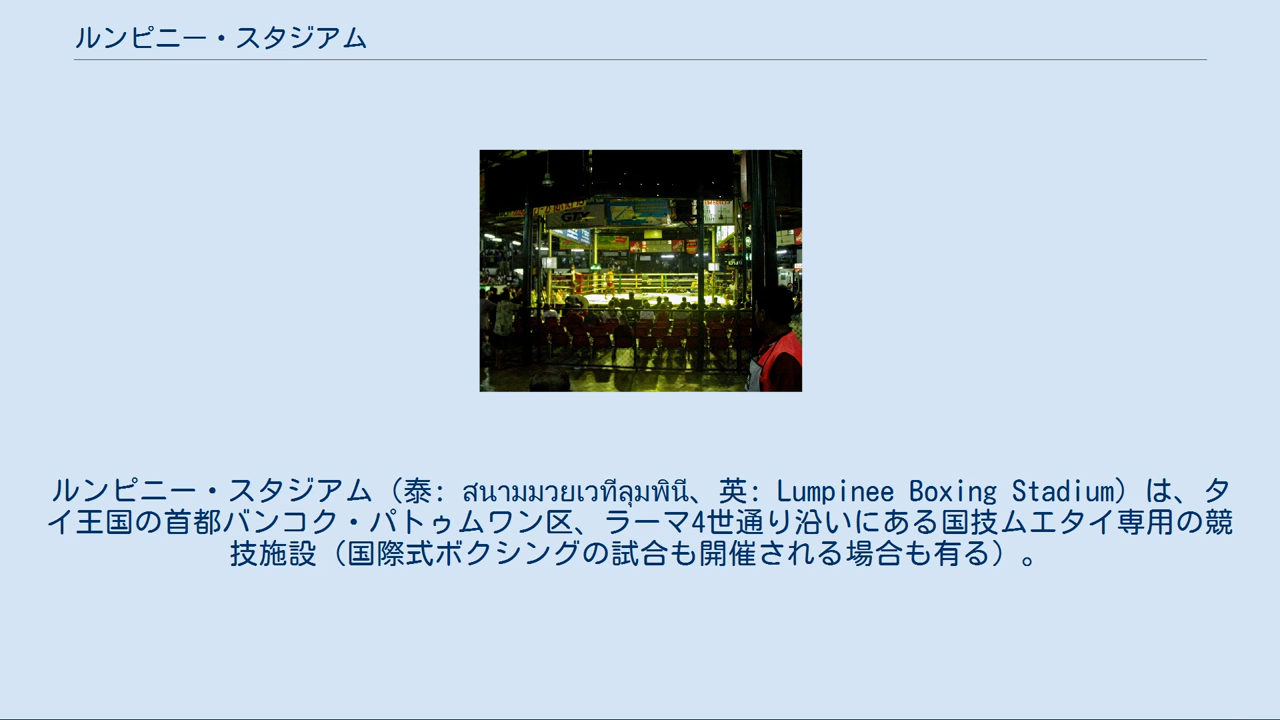 ルンピニー・スタジアム
GTX
ルンピニー・スタジアム（泰: สนามมวยเวทีลุมพินี、英: Lumpinee Boxing Stadium）は、タ
イ王国の首都バンコク・パトゥムワン区、ラーマ4世通り沿いにある国技ムエタイ専用の競
技施設（国際式ボクシングの試合も開催される場合も有る）。